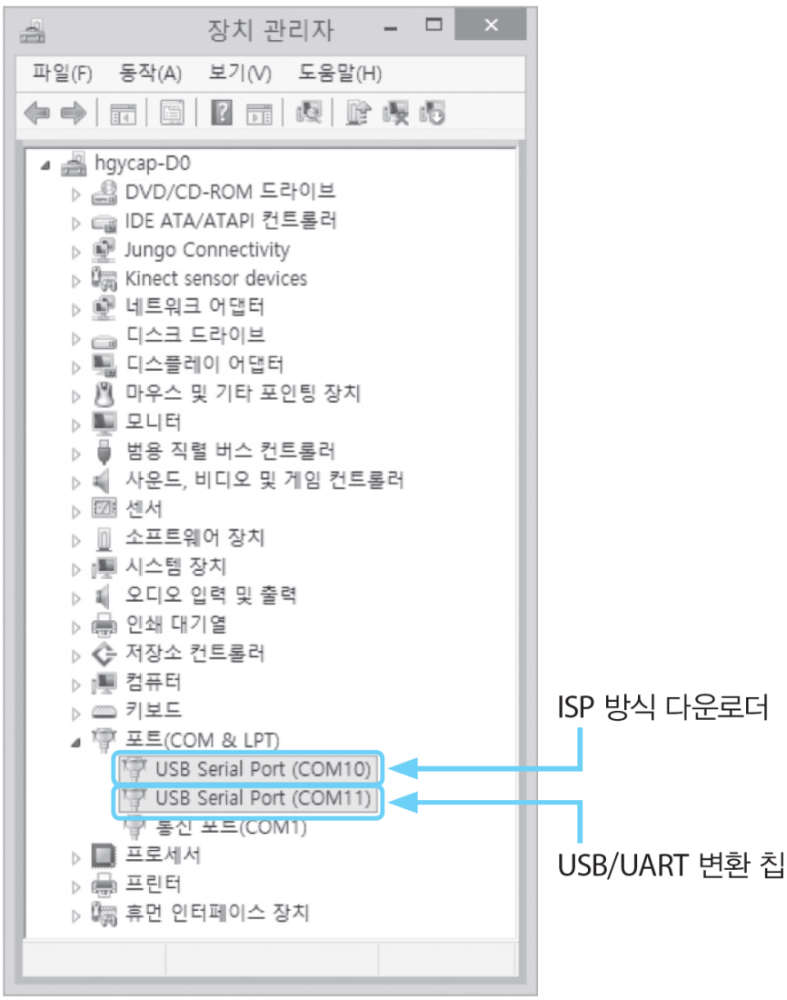 장치 관리자
파일(F) 동작(A) 보기(V) 도움말(H)
hgycap-D0
DVD/CD-ROM 드라이브
IDE ATA/ATAPI 컨트롤러
Jungo Connectivity
Kinect sensor devices
네트워크 어댑터
디스크 드라이브
디스플레이 어댑터
마우스 및 기타 포인팅 장치
모니터
범용 직렬 버스 컨트롤러
사운드, 비디오 및 게임 컨트롤러
센서
소프트웨어 장치
시스템 장치
오디오 입력 및 출력
인쇄 대기열
저장소 컨트롤러
컴퓨터
키보드
포트(COM & LPT)
USB Serial Port (COM10)
USB Serial Port (COM11)
통신 포트(COM1)
프로세서
프린터
휴먼 인터페이스 장치
ISP 방식 다운로더
USB/UART 변환 칩